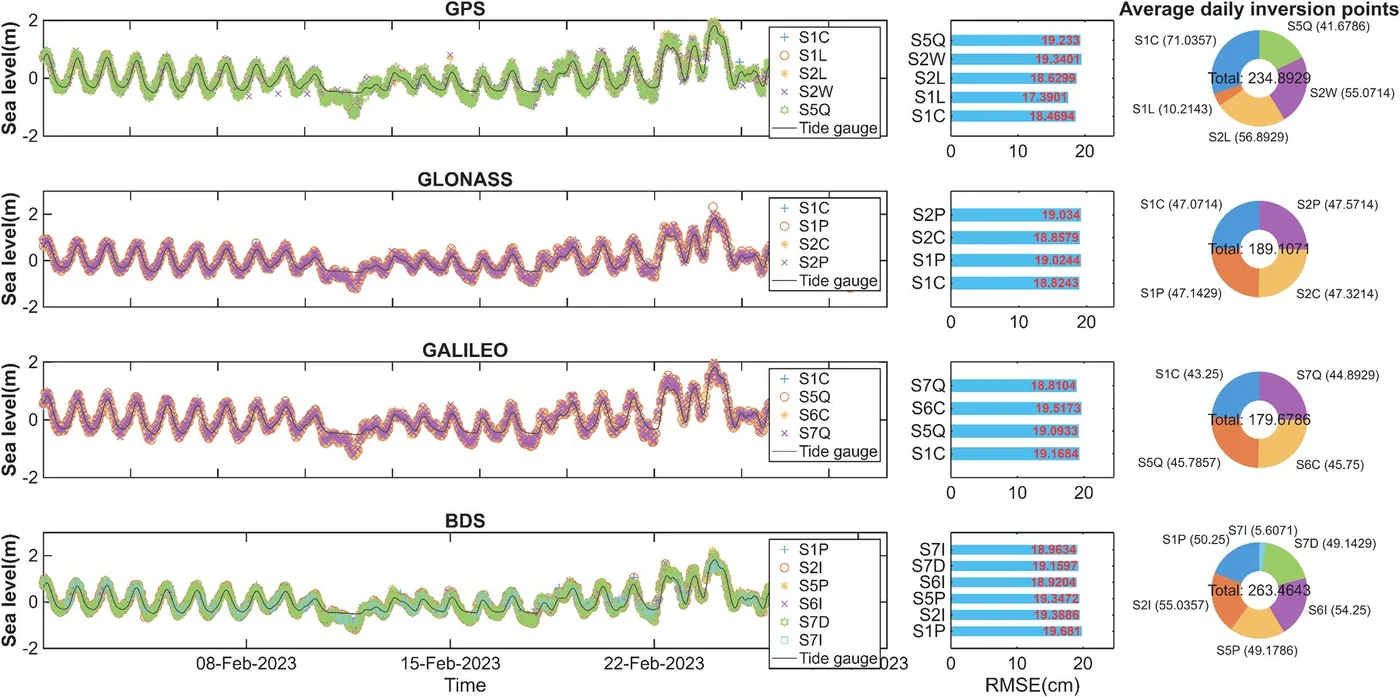 GPS
Sea level(m)
2
0
-2
S1C
S1L
S2L
S2W
S5Q
Tide gauge
S5Q
S2W
S2L
S1L
S1C
19.233
19.3401
18.6299
17.3901
18.4694
0 10 20
Average daily inversion points
S5Q (41.6786)
S1C (71.0357)
Total: 234.8929
S2W (55.0714)
S1L (10.2143)
S2L (56.8929)
GLONASS
Sea level(m)
2
0
-2
S1C
S1P
S2C
S2P
Tide gauge
S2P
S2C
S1P
S1C
19.034
18.8579
19.0244
18.8243
0 10 20
S1C (47.0714)
S2P (47.5714)
Total: 189.1071
S1P (47.1429)
S2C (47.3214)
GALILEO
Sea level(m)
2
0
-2
S1C
S5Q
S6C
S7Q
Tide gauge
S7Q
S6C
S5Q
S1C
18.8104
19.5173
19.0933
19.1684
0 10 20
S1C (43.25)
S7Q (44.8929)
Total: 179.6786
S5Q (45.7857)
S6C (45.75)
BDS
Sea level(m)
2
0
-2
S1P
S2I
S5P
S6I
S7D
S7I
Tide gauge
08-Feb-2023 15-Feb-2023 22-Feb-2023 023
Time
S7I
S7D
S6I
S5P
S2I
S1P
18.9634
19.1597
18.9204
19.3472
19.3886
19.681
0 10 20
RMSE(cm)
S7I (5.6071)
S1P (50.25)
S7D (49.1429)
Total: 263.4643
S2I (55.0357)
S6I (54.25)
S5P (49.1786)